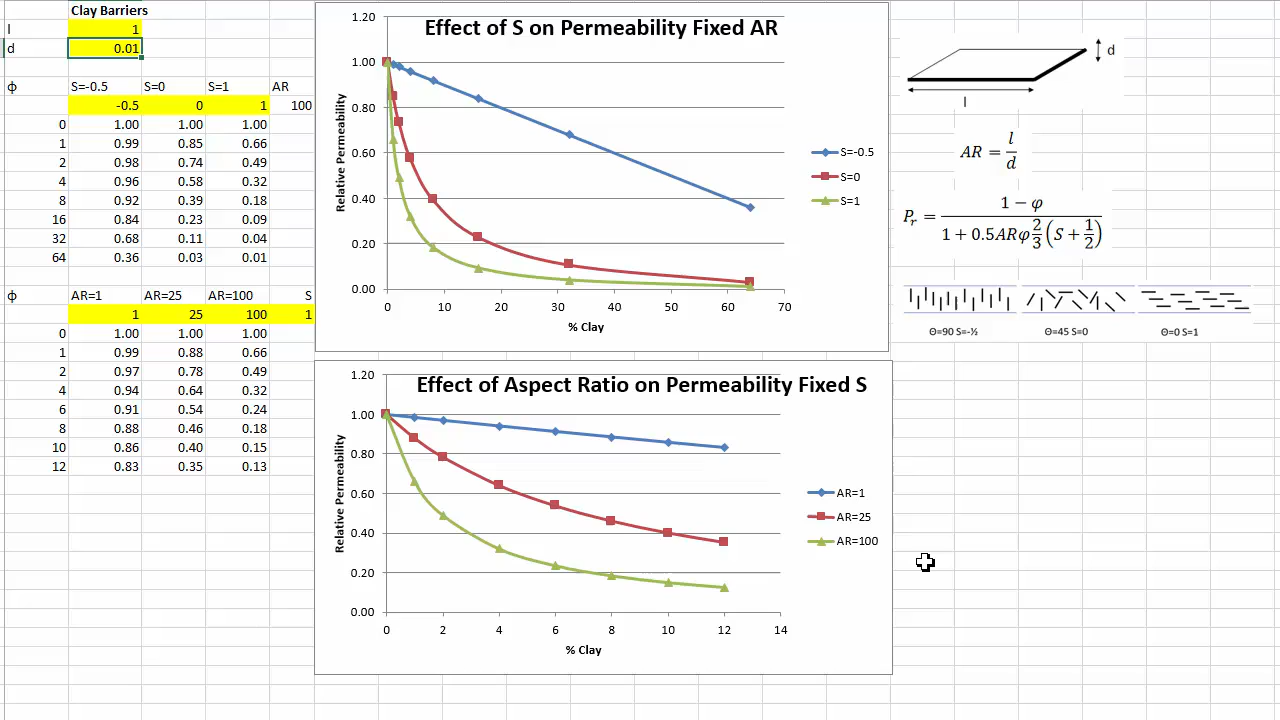 Clay Barriers
l 1
d 0.01
ϕ S=-0.5 S=0 S=1 AR
-0.5 0 1 100
0 1.00 1.00 1.00
1 0.99 0.85 0.66
2 0.98 0.74 0.49
4 0.96 0.58 0.32
8 0.92 0.39 0.18
16 0.84 0.23 0.09
32 0.68 0.11 0.04
64 0.36 0.03 0.01
ϕ AR=1 AR=25 AR=100 S
1 25 100 1
0 1.00 1.00 1.00
1 0.99 0.88 0.66
2 0.97 0.78 0.49
4 0.94 0.64 0.32
6 0.91 0.54 0.24
8 0.88 0.46 0.18
10 0.86 0.40 0.15
12 0.83 0.35 0.13
Effect of S on Permeability Fixed AR
Relative Permeability
1.20
1.00
0.80
0.60
0.40
0.20
0.00
0 10 20 30 40 50 60 70
% Clay
S=-0.5
S=0
S=1
Effect of Aspect Ratio on Permeability Fixed S
Relative Permeability
1.20
1.00
0.80
0.60
0.40
0.20
0.00
0 2 4 6 8 10 12 14
% Clay
AR=1
AR=25
AR=100
d
l
AR = l/d
Pr = (1 − φ)/(1 + 0.5ARφ 2/3 (S + 1/2))
Θ=90 S=-½ Θ=45 S=0 Θ=0 S=1